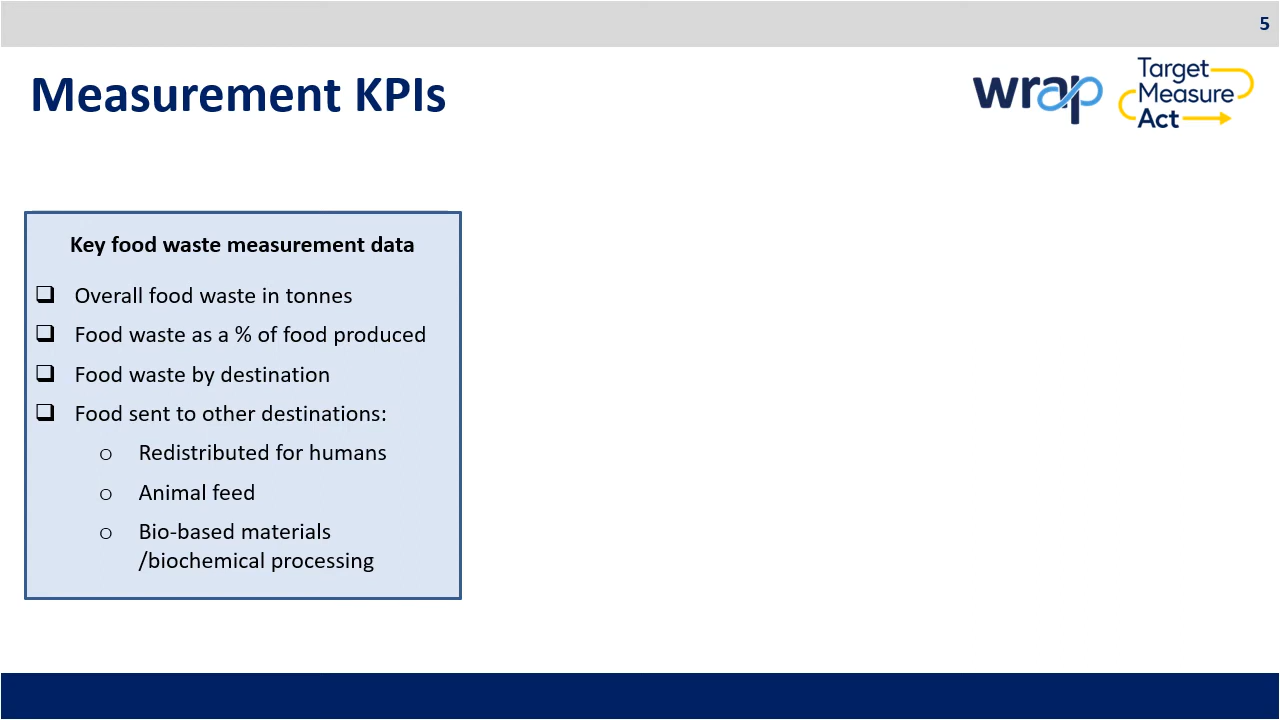 5
Measurement KPIs
wrap
Target
Measure
Act
Key food waste measurement data
❑ Overall food waste in tonnes
❑ Food waste as a % of food produced
❑ Food waste by destination
❑ Food sent to other destinations:
o Redistributed for humans
o Animal feed
o Bio-based materials
/biochemical processing